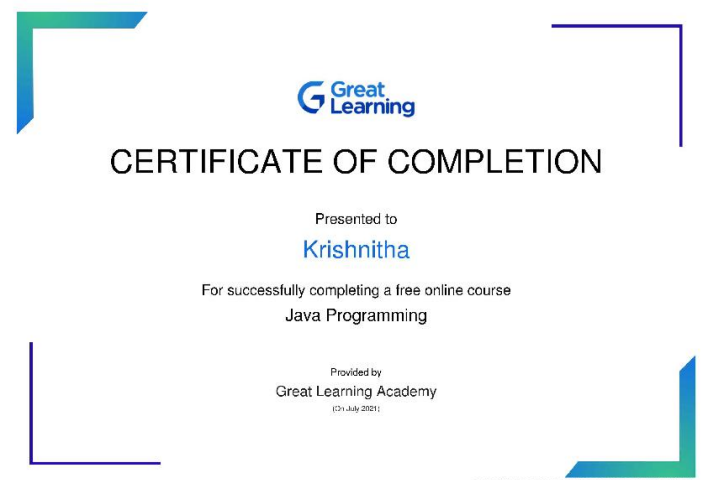 Great
Learning
CERTIFICATE OF COMPLETION
Presented to
Krishnitha
For successfully completing a free online course
Java Programming
Provided by
Great Learning Academy
(On July 2021)